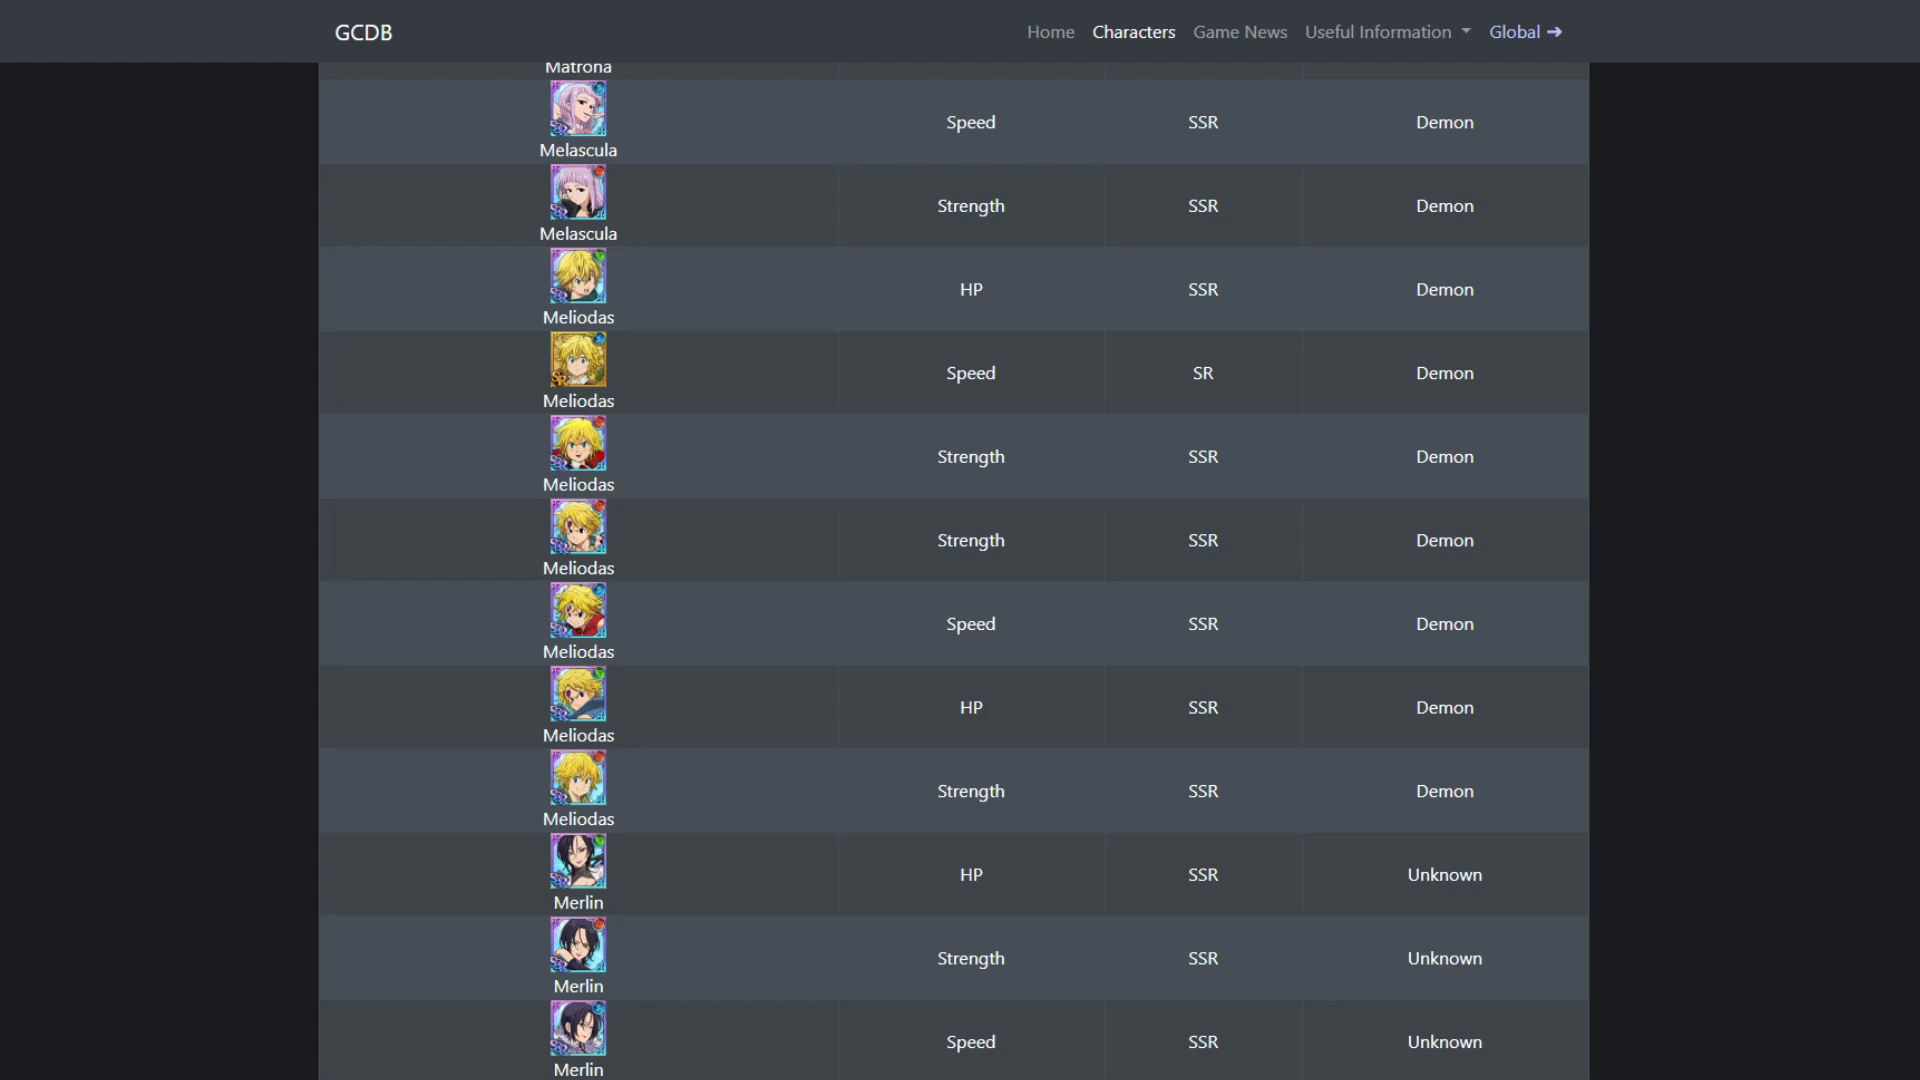 GCDB Home Characters Game News Useful Information Global ➔
Matrona
Speed SSR Demon
Melascula
Strength SSR Demon
Melascula
HP SSR Demon
Meliodas
Speed SR Demon
Meliodas
Strength SSR Demon
Meliodas
Strength SSR Demon
Meliodas
Speed SSR Demon
Meliodas
HP SSR Demon
Meliodas
Strength SSR Demon
Meliodas
HP SSR Unknown
Merlin
Strength SSR Unknown
Merlin
Speed SSR Unknown
Merlin